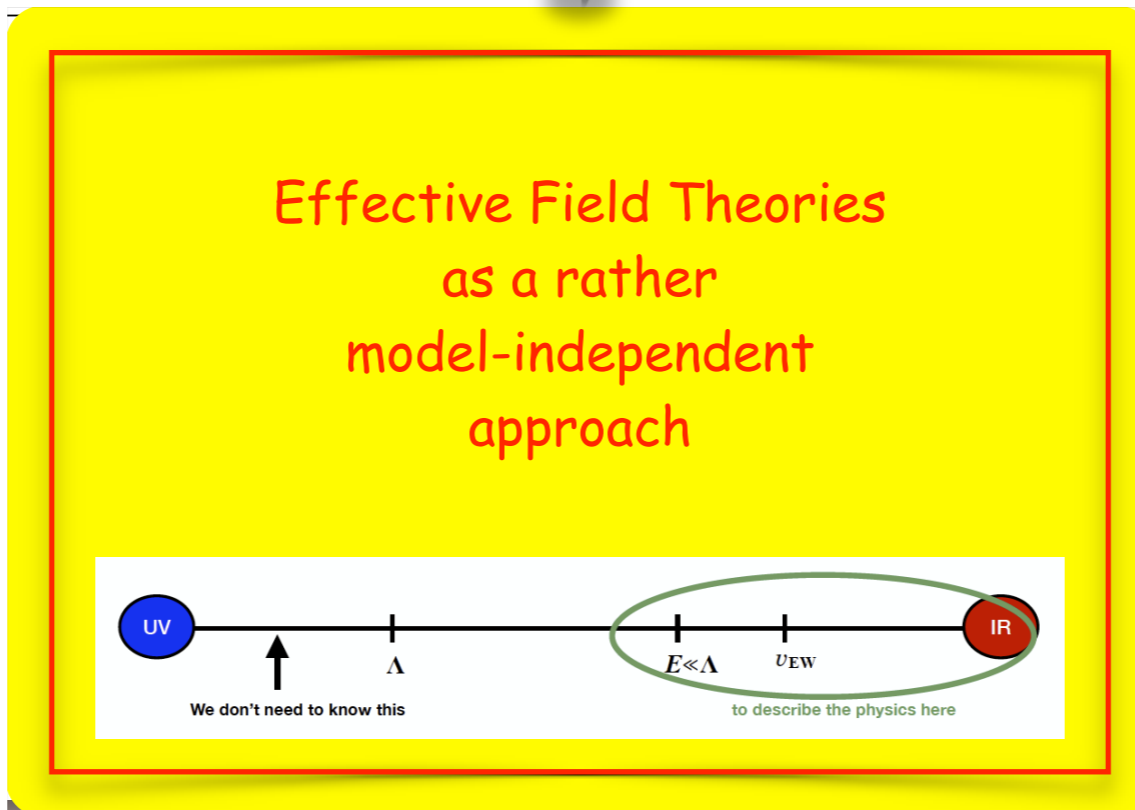 Effective Field Theories
as a rather
model-independent
approach
UV
IR
Λ
E≪Λ
υEW
We don't need to know this
to describe the physics here